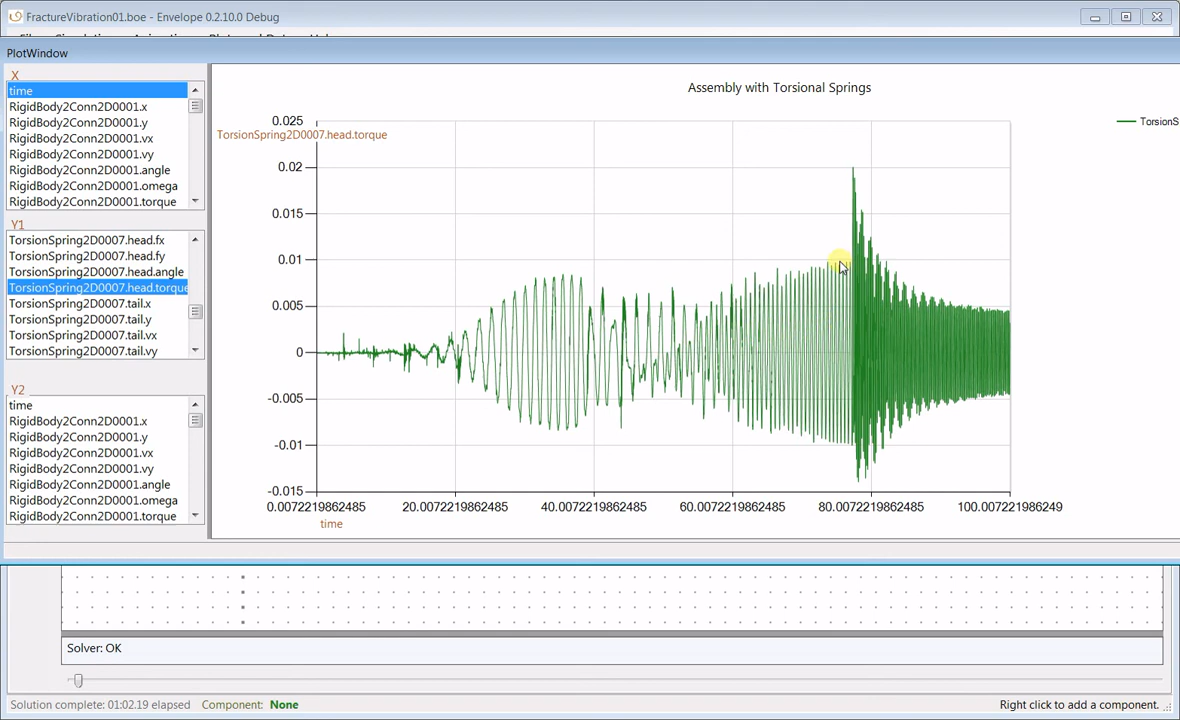 FractureVibration01.boe - Envelope 0.2.10.0 Debug
PlotWindow
X
time
RigidBody2Conn2D0001.x
RigidBody2Conn2D0001.y
RigidBody2Conn2D0001.vx
RigidBody2Conn2D0001.vy
RigidBody2Conn2D0001.angle
RigidBody2Conn2D0001.omega
RigidBody2Conn2D0001.torque
Y1
TorsionSpring2D0007.head.fx
TorsionSpring2D0007.head.fy
TorsionSpring2D0007.head.angle
TorsionSpring2D0007.head.torque
TorsionSpring2D0007.tail.x
TorsionSpring2D0007.tail.y
TorsionSpring2D0007.tail.vx
TorsionSpring2D0007.tail.vy
Y2
time
RigidBody2Conn2D0001.x
RigidBody2Conn2D0001.y
RigidBody2Conn2D0001.vx
RigidBody2Conn2D0001.vy
RigidBody2Conn2D0001.angle
RigidBody2Conn2D0001.omega
RigidBody2Conn2D0001.torque
Assembly with Torsional Springs
TorsionSpring2D0007.head.torque
TorsionS
0.025
0.02
0.015
0.01
0.005
0
-0.005
-0.01
-0.015
0.0072219862485 20.0072219862485 40.0072219862485 60.0072219862485 80.0072219862485 100.007221986249
time
Solver: OK
Solution complete: 01:02.19 elapsed Component: None Right click to add a component.